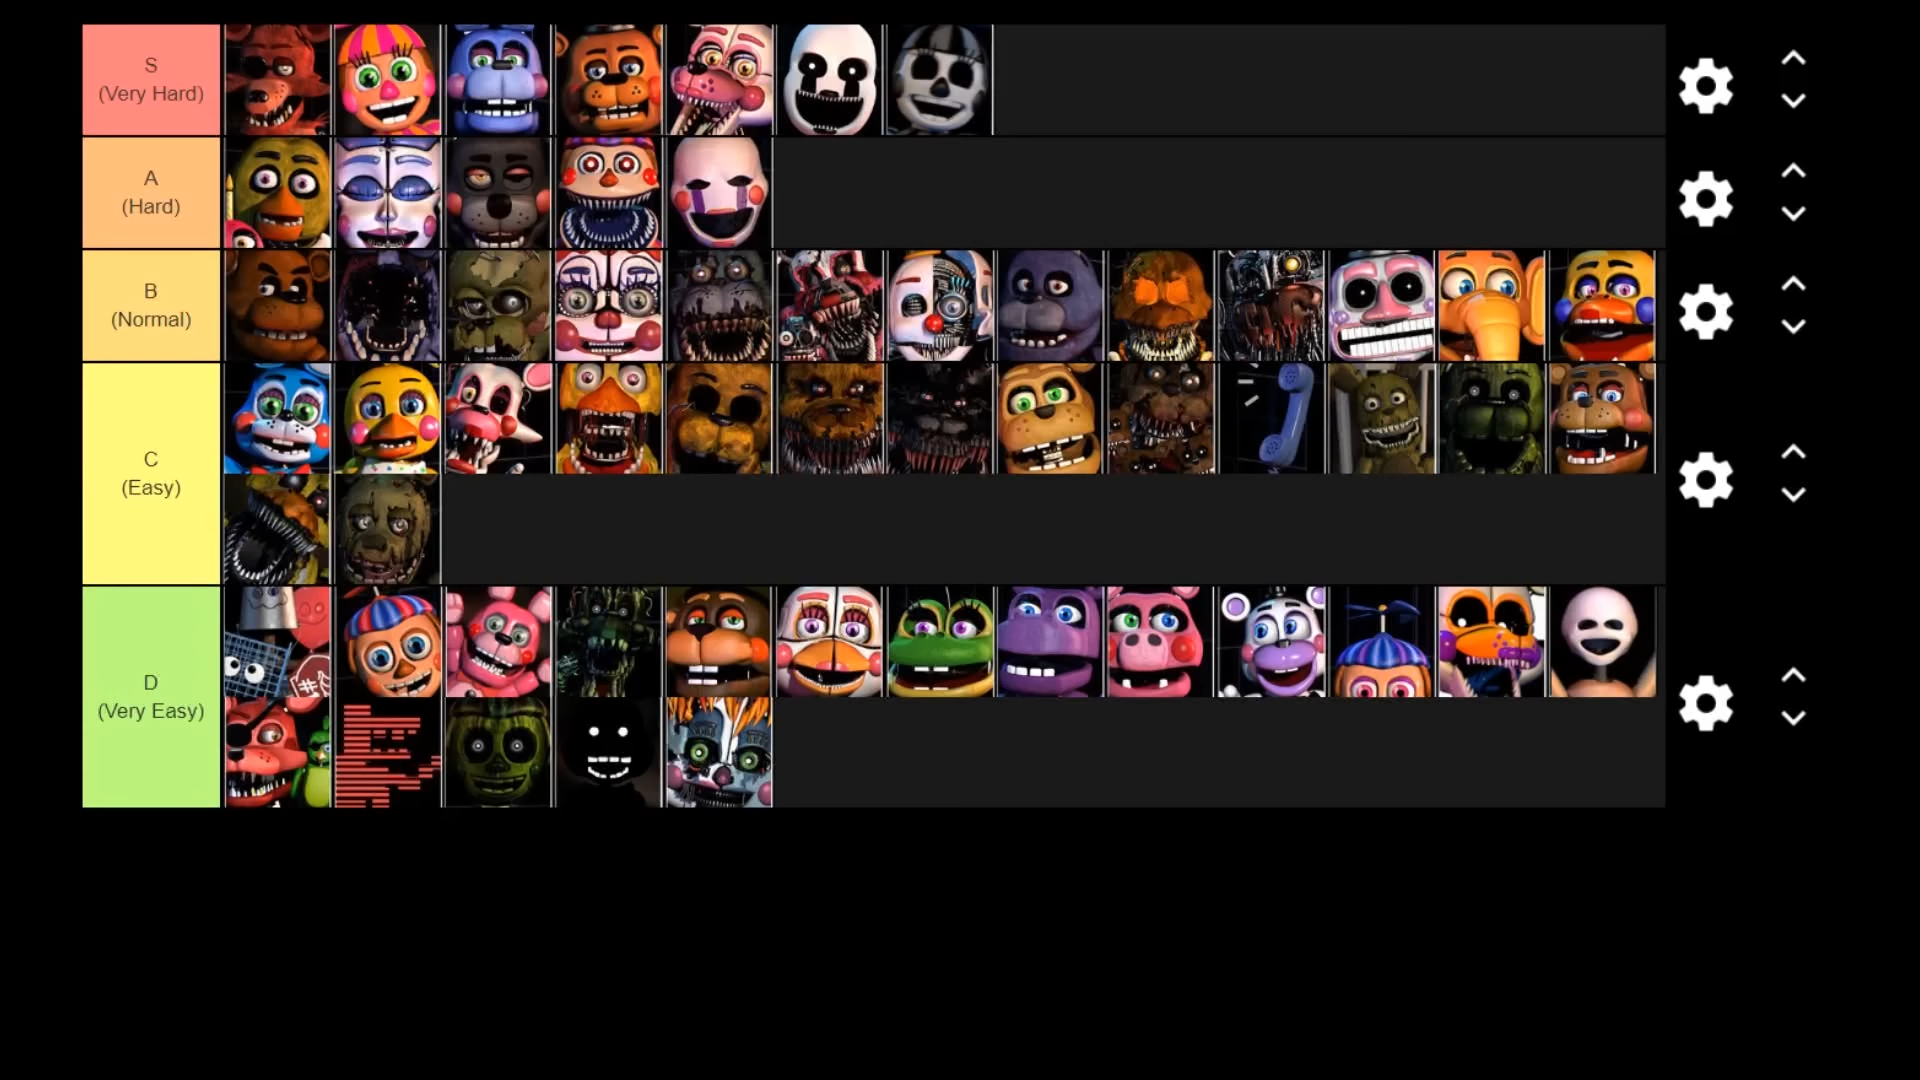 S
(Very Hard)
A
(Hard)
B
(Normal)
C
(Easy)
D
(Very Easy)